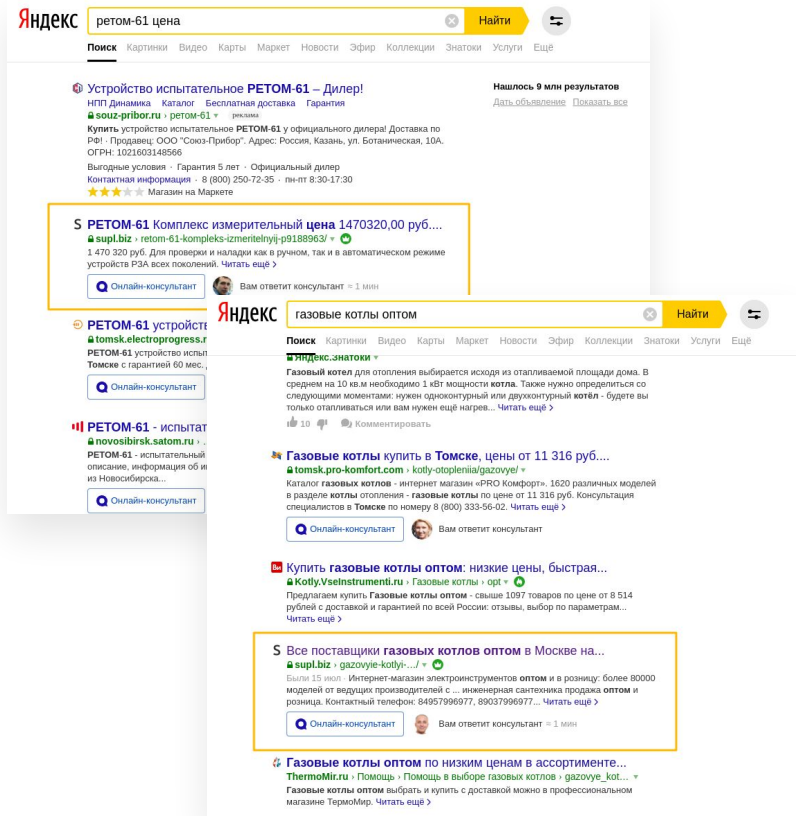 Яндекс ретом-61 цена Найти
Поиск Картинки Видео Карты Маркет Новости Эфир Коллекции Знатоки Услуги Ещё
Устройство испытательное РЕТОМ-61 – Дилер!
НПП Динамика Каталог Бесплатная доставка Гарантия
souz-pribor.ru › ретом-61 реклама
Купить устройство испытательное РЕТОМ-61 у официального дилера! Доставка по
РФ! · Продавец: ООО "Союз-Прибор". Адрес: Россия, Казань, ул. Ботаническая, 10А.
ОГРН: 1021603148566
Выгодные условия · Гарантия 5 лет · Официальный дилер
Контактная информация · 8 (800) 250-72-35 · пн-пт 8:30-17:30
Магазин на Маркете
Нашлось 9 млн результатов
Дать объявление Показать все
S РЕТОМ-61 Комплекс измерительный цена 1470320,00 руб....
supl.biz › retom-61-kompleks-izmeritelnyij-p9188963/
1 470 320 руб. Для проверки и наладки как в ручном, так и в автоматическом режиме
устройств РЗА всех поколений. Читать ещё >
Онлайн-консультант Вам ответит консультант ≈ 1 мин
РЕТОМ-61 устройств
tomsk.electroprogress.r
РЕТОМ-61 устройство испыт
Томске с гарантией 60 мес.
Онлайн-консультант
РЕТОМ-61 - испытат
novosibirsk.satom.ru ›
РЕТОМ-61 - испытательный
описание, информация об и
из Новосибирска...
Онлайн-консультант
Яндекс газовые котлы оптом Найти
Поиск Картинки Видео Карты Маркет Новости Эфир Коллекции Знатоки Услуги Ещё
Яндекс.Знатоки
Газовый котел для отопления выбирается исходя из отапливаемой площади дома. В
среднем на 10 кв.м необходимо 1 кВт мощности котла. Также нужно определиться со
следующими моментами: нужен одноконтурный или двухконтурный котёл - будете вы
только отапливаться или вам нужен ещё нагрев... Читать ещё >
10 Комментировать
Газовые котлы купить в Томске, цены от 11 316 руб....
tomsk.pro-komfort.com › kotly-otopleniia/gazovye/
Каталог газовых котлов - интернет магазин «PRO Комфорт». 1620 различных моделей
в разделе котлы отопления - газовые котлы по цене от 11 316 руб. Консультация
специалистов в Томске по номеру 8 (800) 333-56-02. Читать ещё >
Онлайн-консультант Вам ответит консультант
Ви Купить газовые котлы оптом: низкие цены, быстрая...
Kotly.VseInstrumenti.ru › Газовые котлы › opt
Предлагаем купить Газовые котлы оптом - свыше 1097 товаров по цене от 8 514
рублей с доставкой и гарантией по всей России: отзывы, выбор по параметрам...
Читать ещё >
S Все поставщики газовых котлов оптом в Москве на...
supl.biz › gazovyie-kotlyi-…/
Были 15 июл · Интернет-магазин электроинструментов оптом и в розницу: более 80000
моделей от ведущих производителей с ... инженерная сантехника продажа оптом и
розница. Контактный телефон: 84957996977, 89037996977... Читать ещё >
Онлайн-консультант Вам ответит консультант ≈ 1 мин
Газовые котлы оптом по низким ценам в ассортименте...
ThermoMir.ru › Помощь › Помощь в выборе газовых котлов › gazovye_kot…
Газовые котлы оптом выбрать и купить с доставкой можно в профессиональном
магазине ТермоМир. Читать ещё >